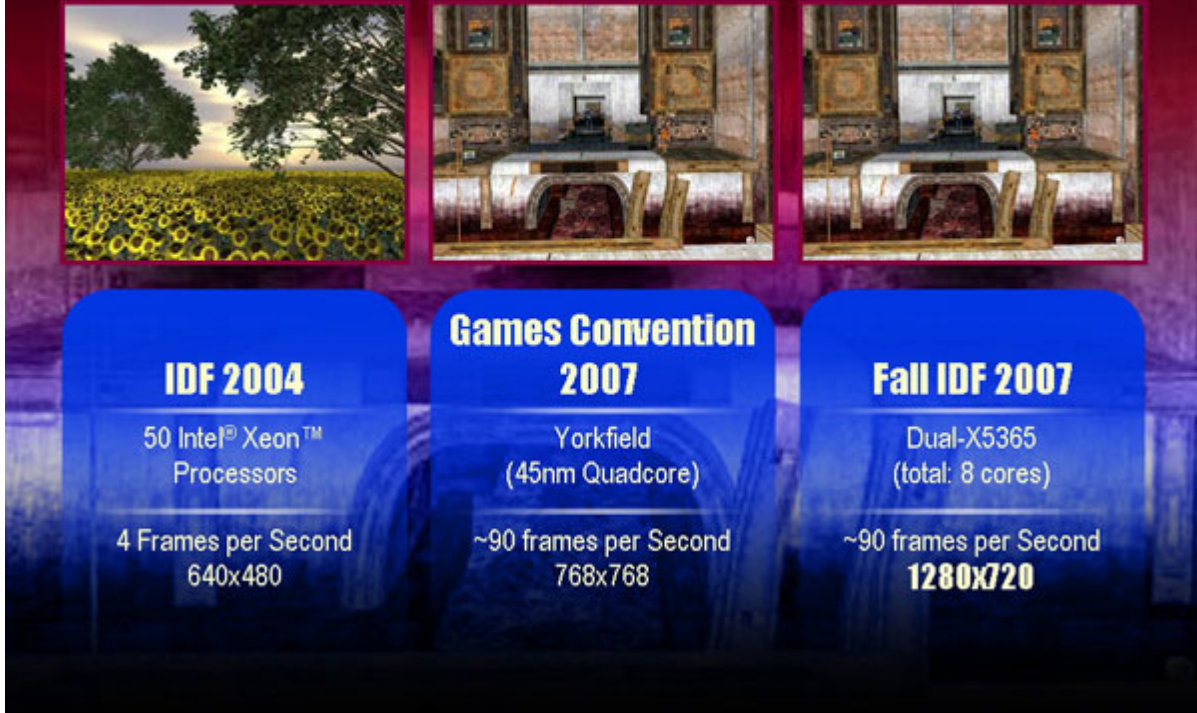 IDF 2004
50 Intel® Xeon™
Processors
4 Frames per Second
640x480
Games Convention
2007
Yorkfield
(45nm Quadcore)
~90 frames per Second
768x768
Fall IDF 2007
Dual-X5365
(total: 8 cores)
~90 frames per Second
1280x720